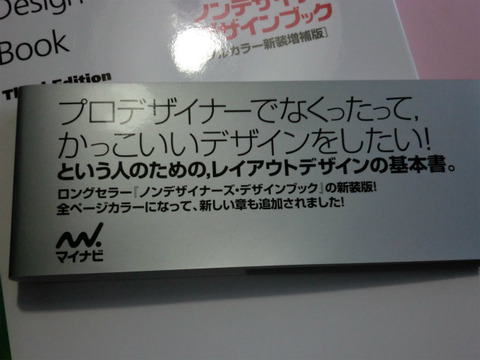 Design
Book
Third Edition
ノンデザイナ
デザインブック
フルカラー新装増補版]
プロデザイナーでなくったって,
かっこいいデザインをしたい!
という人のための,レイアウトデザインの基本書。
ロングセラー『ノンデザイナーズ・デザインブック』の新装版!
全ページカラーになって、新しい章も追加されました!
マイナビ